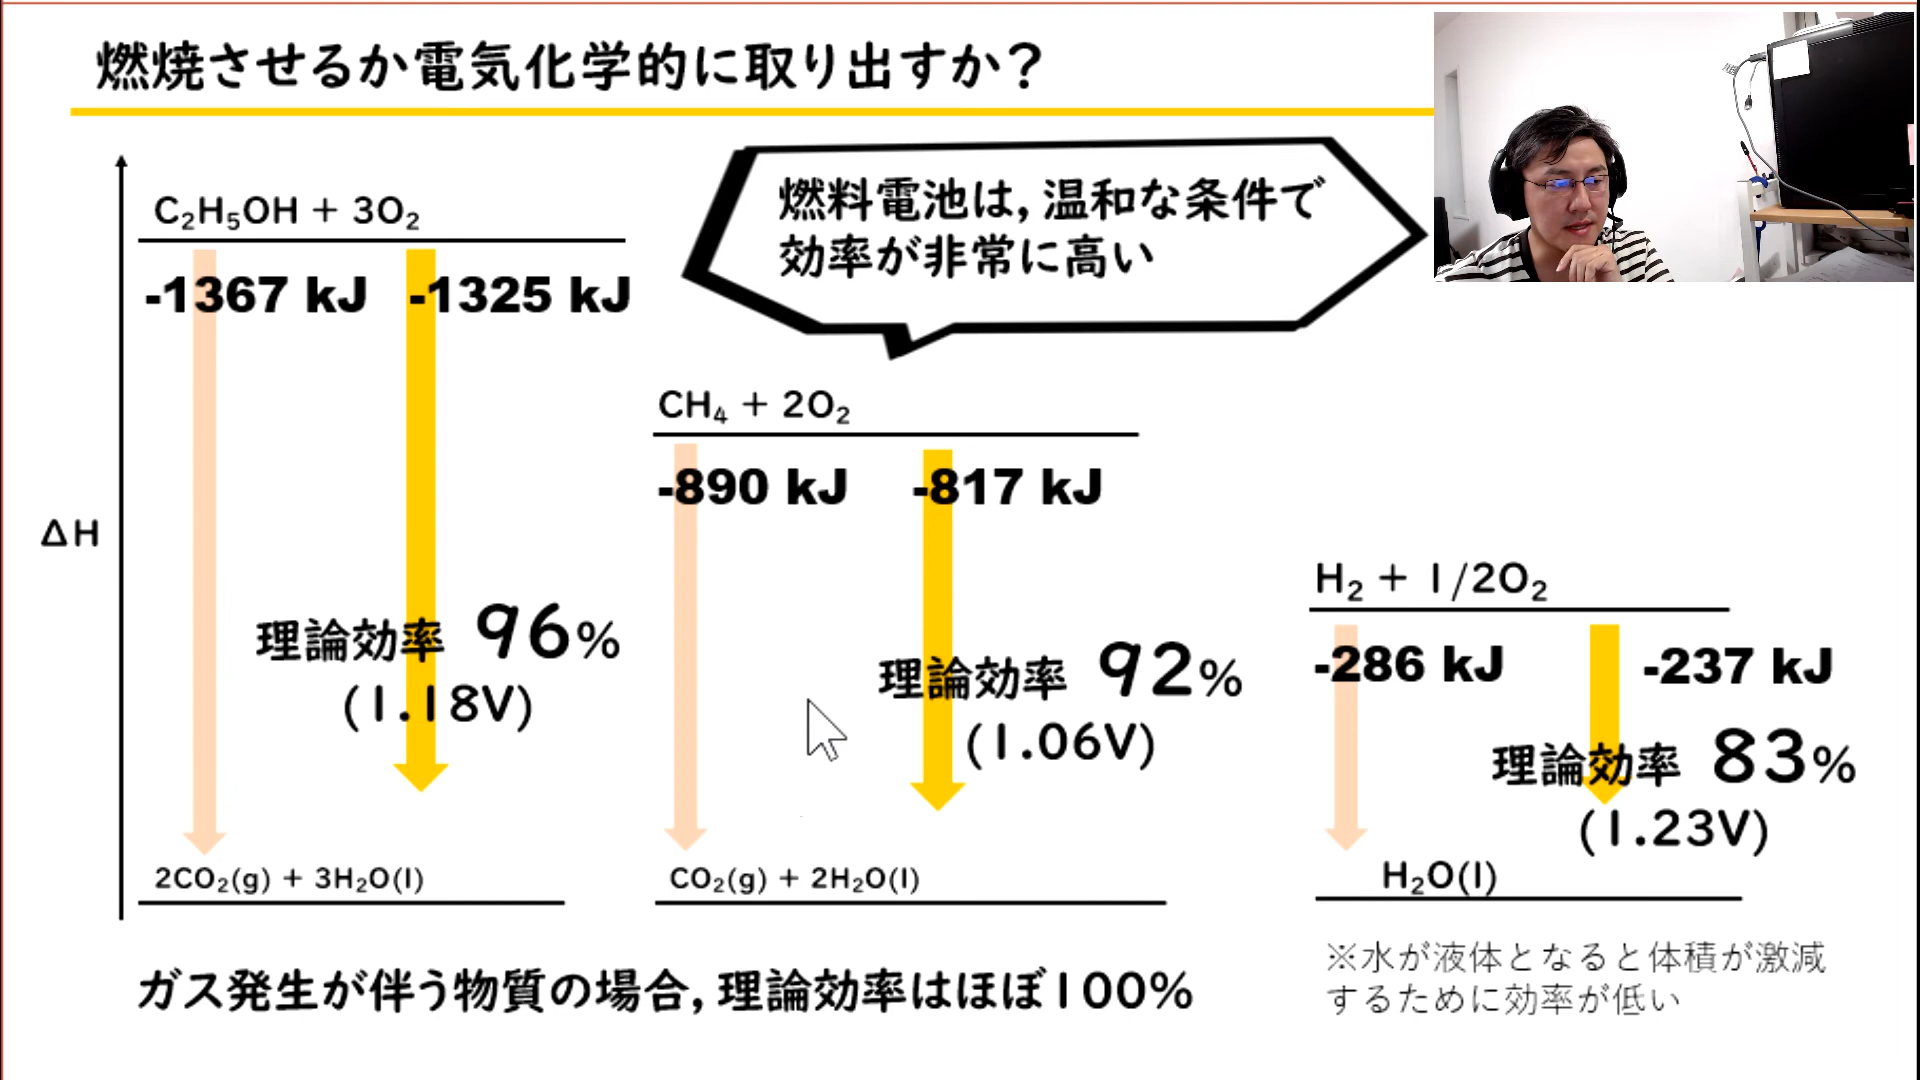 燃焼させるか電気化学的に取り出すか？
燃料電池は，温和な条件で
効率が非常に高い
C₂H₅OH + 3O₂
-1367 kJ
-1325 kJ
CH₄ + 2O₂
-890 kJ
-817 kJ
ΔH
H₂ + 1/2O₂
-286 kJ
-237 kJ
理論効率 96%
(1.18V)
理論効率 92%
(1.06V)
理論効率 83%
(1.23V)
2CO₂(g) + 3H₂O(l)
CO₂(g) + 2H₂O(l)
H₂O(l)
ガス発生が伴う物質の場合，理論効率はほぼ100%
※水が液体となると体積が激減
するために効率が低い